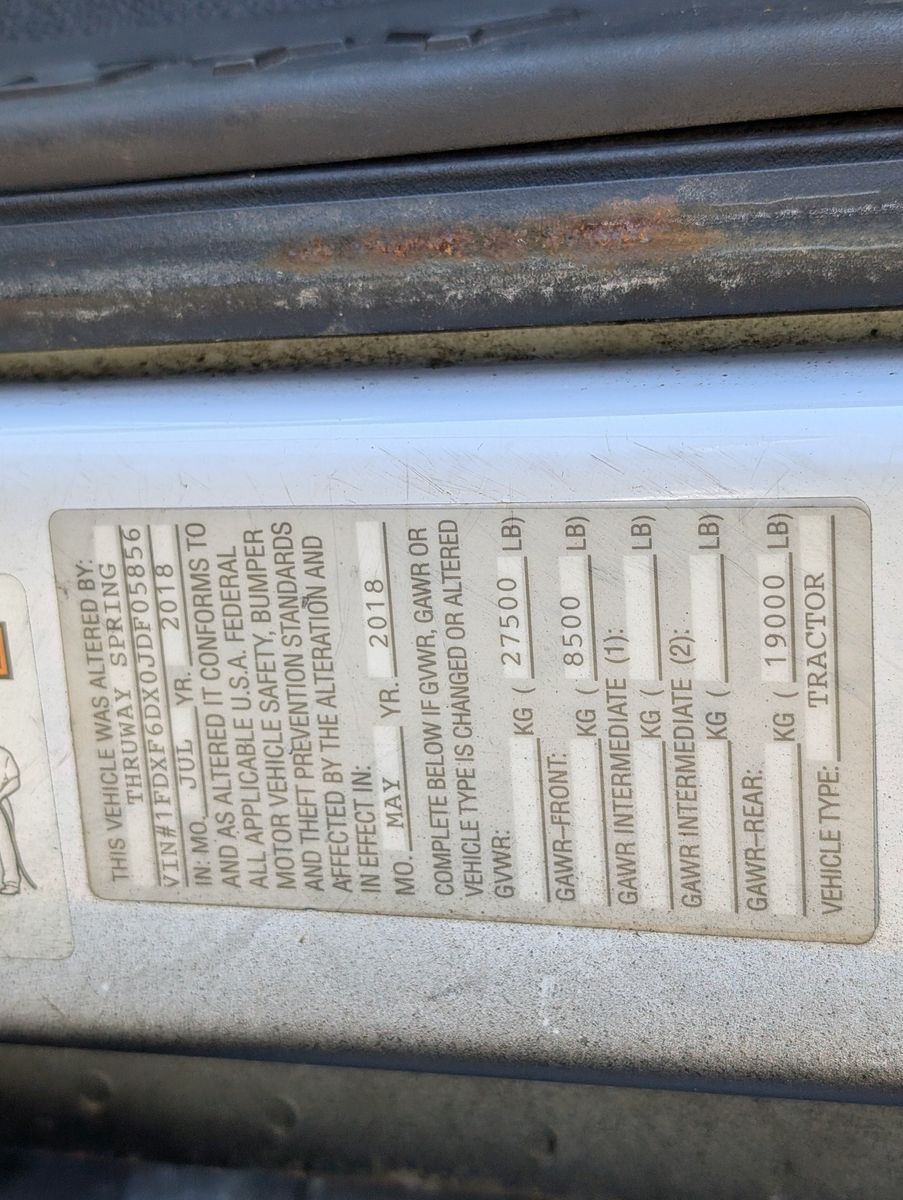 THIS VEHICLE WAS ALTERED BY:
THRUWAY SPRING
VIN#1FDXF6DX0JDF05856
IN: MO. JUL YR. 2018
AND AS ALTERED IT CONFORMS TO
ALL APPLICABLE U.S.A. FEDERAL
MOTOR VEHICLE SAFETY, BUMPER
AND THEFT PREVENTION STANDARDS
AFFECTED BY THE ALTERATION AND
IN EFFECT IN:
MO. MAY YR. 2018
COMPLETE BELOW IF GVWR, GAWR OR
VEHICLE TYPE IS CHANGED OR ALTERED
GVWR:
KG ( 27500 LB)
GAWR-FRONT:
KG ( 8500 LB)
GAWR INTERMEDIATE (1):
KG ( LB)
GAWR INTERMEDIATE (2):
KG ( LB)
GAWR-REAR:
KG ( 19000 LB)
VEHICLE TYPE: TRACTOR